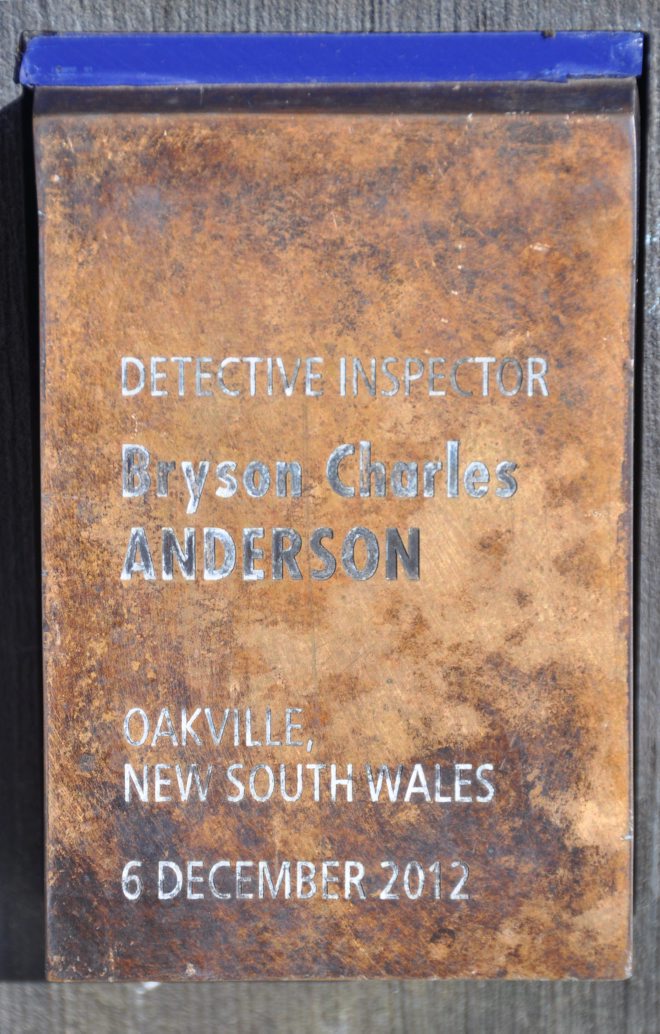 DETECTIVE INSPECTOR
Bryson Charles
ANDERSON
OAKVILLE,
NEW SOUTH WALES
6 DECEMBER 2012